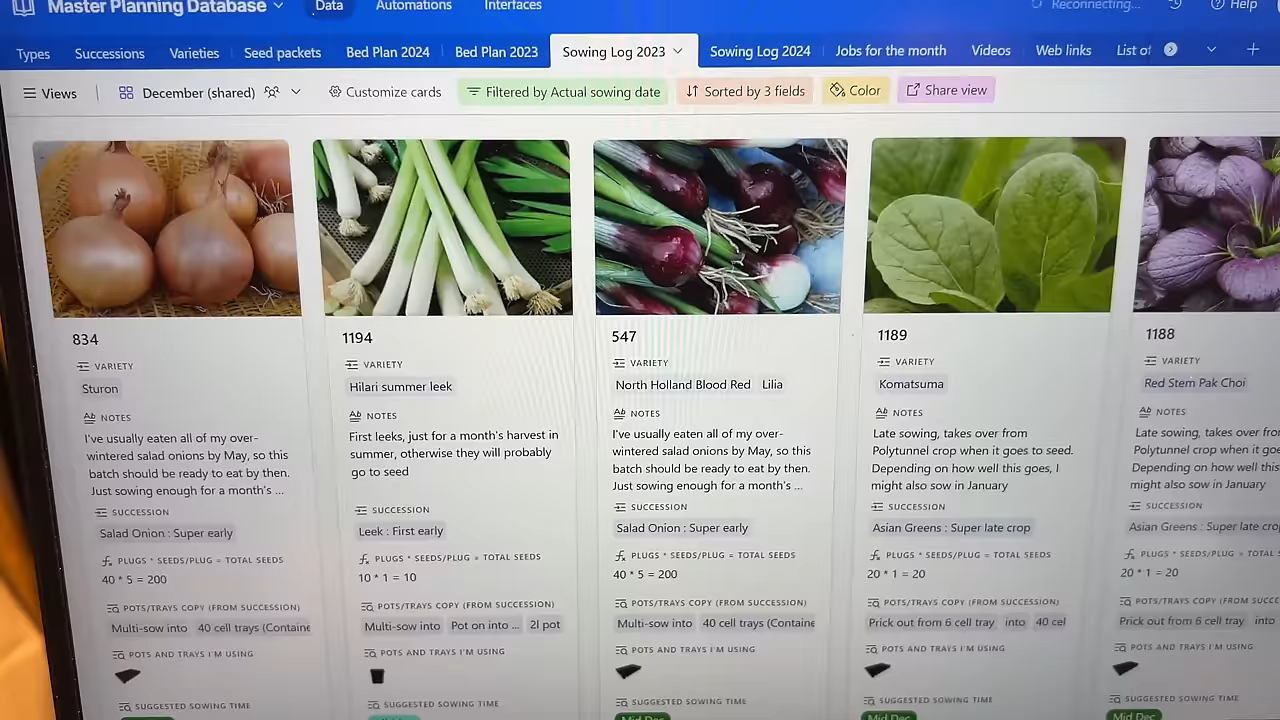 Master Planning Database
Data
Automations
Interfaces
Reconnecting...
Help
Types
Successions
Varieties
Seed packets
Bed Plan 2024
Bed Plan 2023
Sowing Log 2023
Sowing Log 2024
Jobs for the month
Videos
Web links
List of
Views
December (shared)
Customize cards
Filtered by Actual sowing date
Sorted by 3 fields
Color
Share view
834
VARIETY
Sturon
Ab NOTES
I've usually eaten all of my over-
wintered salad onions by May, so this
batch should be ready to eat by then.
Just sowing enough for a month's ...
SUCCESSION
Salad Onion : Super early
fx PLUGS * SEEDS/PLUG = TOTAL SEEDS
40 * 5 = 200
POTS/TRAYS COPY (FROM SUCCESSION)
Multi-sow into 40 cell trays (Containe
POTS AND TRAYS I'M USING
SUGGESTED SOWING TIME
1194
VARIETY
Hilari summer leek
Ab NOTES
First leeks, just for a month's harvest in
summer, otherwise they will probably
go to seed
SUCCESSION
Leek : First early
fx PLUGS * SEEDS/PLUG = TOTAL SEEDS
10 * 1 = 10
POTS/TRAYS COPY (FROM SUCCESSION)
Multi-sow into Pot on into ... 2l pot
POTS AND TRAYS I'M USING
SUGGESTED SOWING TIME
547
VARIETY
North Holland Blood Red Lilia
Ab NOTES
I've usually eaten all of my over-
wintered salad onions by May, so this
batch should be ready to eat by then.
Just sowing enough for a month's ...
SUCCESSION
Salad Onion : Super early
fx PLUGS * SEEDS/PLUG = TOTAL SEEDS
40 * 5 = 200
POTS/TRAYS COPY (FROM SUCCESSION)
Multi-sow into 40 cell trays (Containe
POTS AND TRAYS I'M USING
SUGGESTED SOWING TIME
Mid Dec
1189
VARIETY
Komatsuma
Ab NOTES
Late sowing, takes over from
Polytunnel crop when it goes to seed.
Depending on how well this goes, I
might also sow in January
SUCCESSION
Asian Greens : Super late crop
fx PLUGS * SEEDS/PLUG = TOTAL SEEDS
20 * 1 = 20
POTS/TRAYS COPY (FROM SUCCESSION)
Prick out from 6 cell tray into 40 cel
POTS AND TRAYS I'M USING
SUGGESTED SOWING TIME
Mid Dec
1188
VARIETY
Red Stem Pak Choi
Ab NOTES
Late sowing, takes over fro
Polytunnel crop when it goe
Depending on how well this
might also sow in January
SUCCESSION
Asian Greens : Super late cro
fx PLUGS * SEEDS/PLUG = TOTAL S
20 * 1 = 20
POTS/TRAYS COPY (FROM SUCCE
Prick out from 6 cell tray into
POTS AND TRAYS I'M USING
SUGGESTED SOWING TIME
Mid Dec